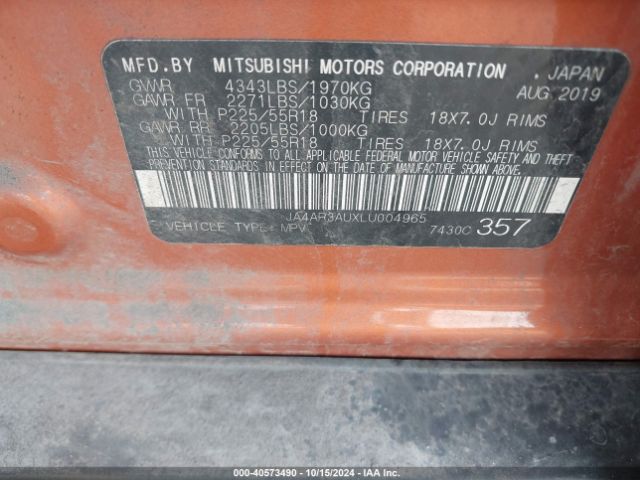 MFD.BY MITSUBISHI MOTORS CORPORATION . JAPAN
GVWR 4343LBS/1970KG AUG 2019
GAWR FR 2271LBS/1030KG
WITH P225/55R18 TIRES 18X7.0J RIMS
GAWR RR 2205LBS/1000KG
WITH P225/55R18 TIRES 18X7.0J RIMS
THIS VEHICLE CONFORMS TO ALL APPLICABLE FEDERAL MOTOR VEHICLE SAFETY AND THEFT
PREVENTION STANDARDS IN EFFECT ON THE DATE OF MANUFACTURE SHOWN ABOVE.
JA4AR3AUXLU004965
VEHICLE TYPE: MPV 7430C 357
000-40573490 - 10/15/2024 - IAA Inc. Copyright